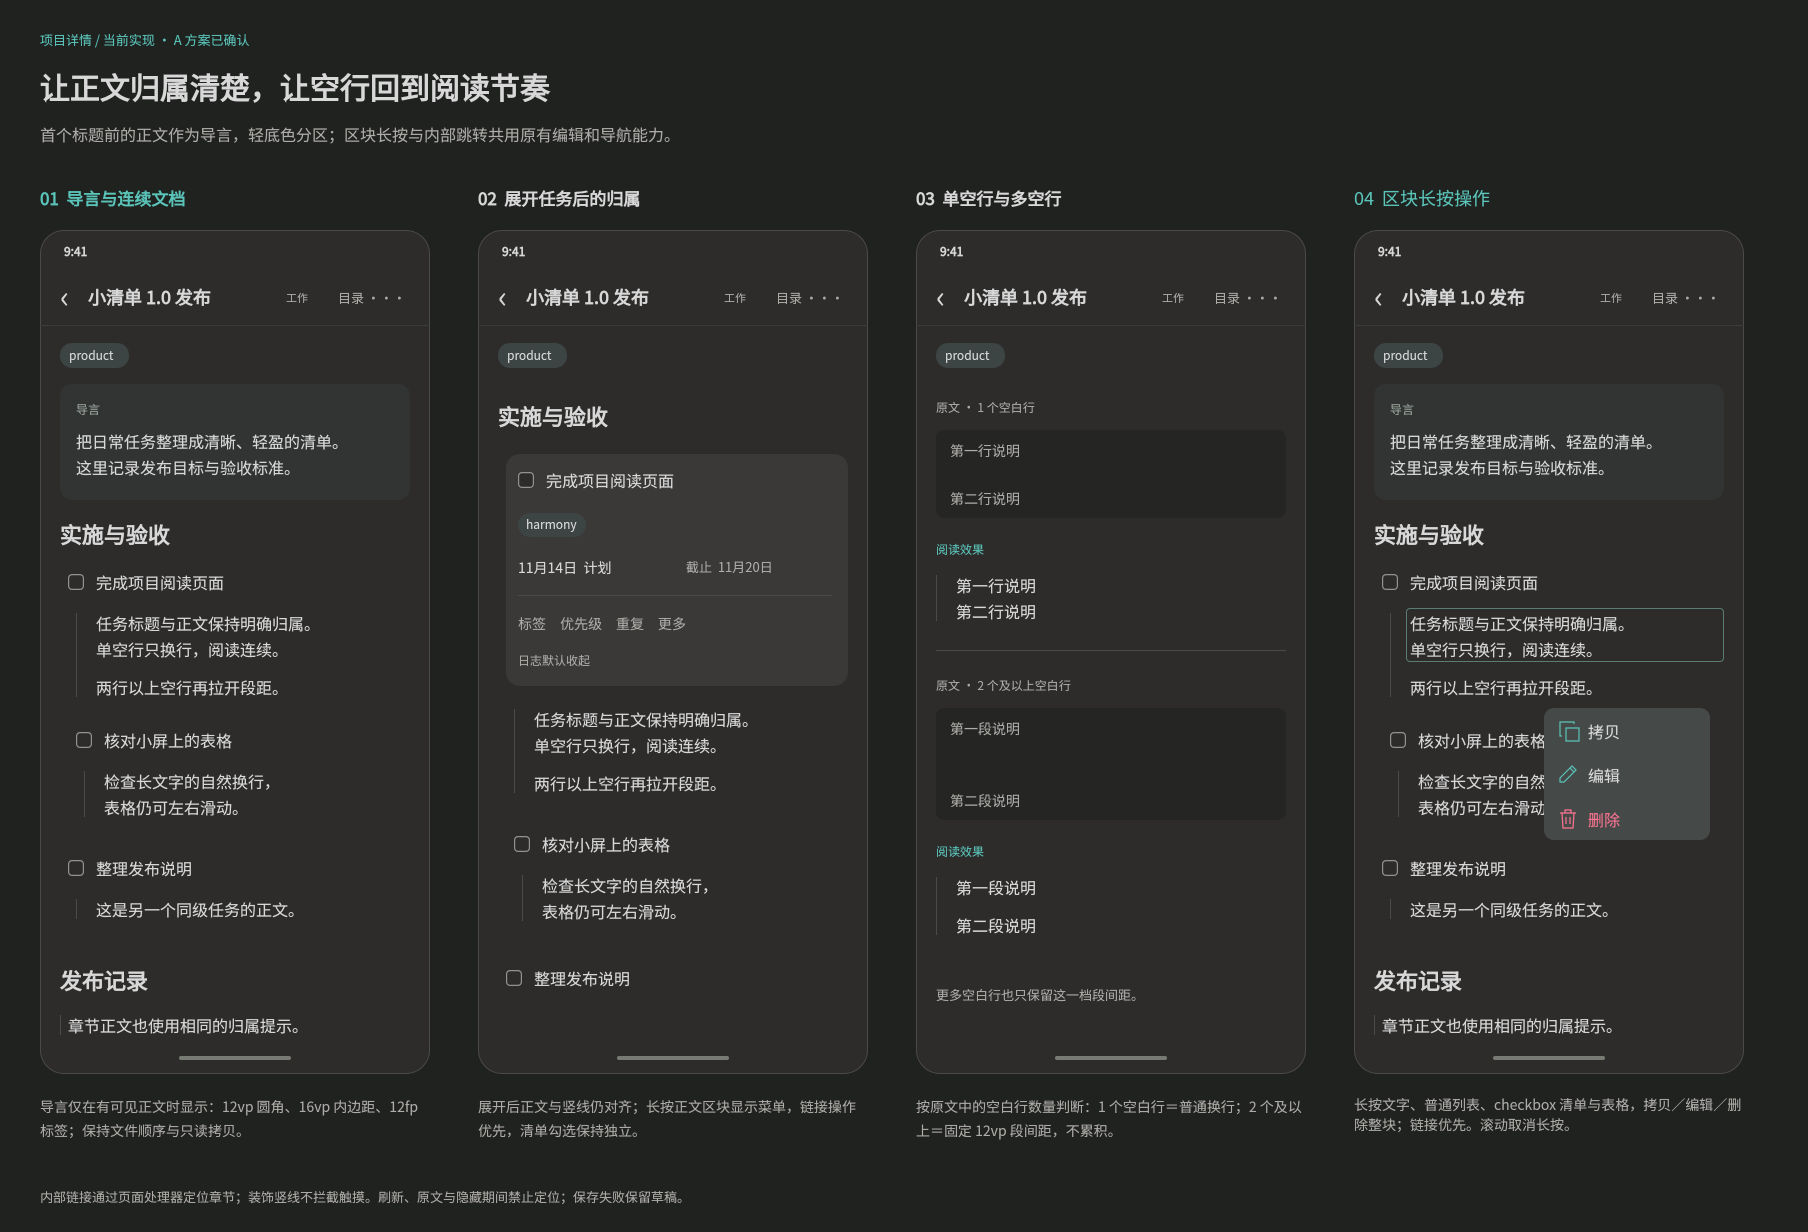 项目详情 / 当前实现 · A 方案已确认
让正文归属清楚，让空行回到阅读节奏
首个标题前的正文作为导言，轻底色分区；区块长按与内部跳转共用原有编辑和导航能力。
01 导言与连续文档
9:41
‹ 小清单 1.0 发布 工作 目录 · · ·
product
导言
把日常任务整理成清晰、轻盈的清单。
这里记录发布目标与验收标准。
实施与验收
完成项目阅读页面
任务标题与正文保持明确归属。
单空行只换行，阅读连续。
两行以上空行再拉开段距。
核对小屏上的表格
检查长文字的自然换行，
表格仍可左右滑动。
整理发布说明
这是另一个同级任务的正文。
发布记录
章节正文也使用相同的归属提示。
导言仅在有可见正文时显示：12vp 圆角、16vp 内边距、12fp
标签；保持文件顺序与只读拷贝。
02 展开任务后的归属
9:41
‹ 小清单 1.0 发布 工作 目录 · · ·
product
实施与验收
完成项目阅读页面
harmony
11月14日 计划 截止 11月20日
标签 优先级 重复 更多
日志默认收起
任务标题与正文保持明确归属。
单空行只换行，阅读连续。
两行以上空行再拉开段距。
核对小屏上的表格
检查长文字的自然换行，
表格仍可左右滑动。
整理发布说明
展开后正文与竖线仍对齐；长按正文区块显示菜单，链接操作
优先，清单勾选保持独立。
03 单空行与多空行
9:41
‹ 小清单 1.0 发布 工作 目录 · · ·
product
原文 · 1 个空白行
第一行说明
第二行说明
阅读效果
第一行说明
第二行说明
原文 · 2 个及以上空白行
第一段说明
第二段说明
阅读效果
第一段说明
第二段说明
更多空白行也只保留这一档段间距。
按原文中的空白行数量判断：1 个空白行＝普通换行；2 个及以
上＝固定 12vp 段间距，不累积。
04 区块长按操作
9:41
‹ 小清单 1.0 发布 工作 目录 · · ·
product
导言
把日常任务整理成清晰、轻盈的清单。
这里记录发布目标与验收标准。
实施与验收
完成项目阅读页面
任务标题与正文保持明确归属。
单空行只换行，阅读连续。
两行以上空行再拉开段距。
拷贝
核对小屏上的表格
编辑
检查长文字的自然
表格仍可左右滑动
删除
整理发布说明
这是另一个同级任务的正文。
发布记录
章节正文也使用相同的归属提示。
长按文字、普通列表、checkbox 清单与表格，拷贝／编辑／删
除整块；链接优先。滚动取消长按。
内部链接通过页面处理器定位章节；装饰竖线不拦截触摸。刷新、原文与隐藏期间禁止定位；保存失败保留草稿。